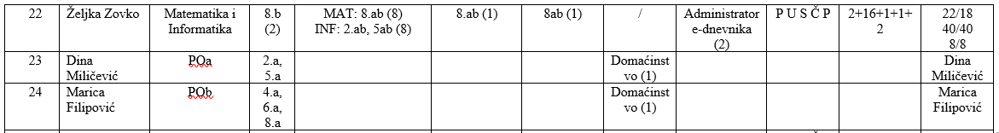 22 Željka Zovko Matematika i Informatika 8.b (2) MAT: 8.ab (8) INF: 2.ab, 5ab (8) 8.ab (1) 8ab (1) / Administrator e-dnevnika (2) P U S Č P 2+16+1+1+2 22/18 40/40 8/8
23 Dina Miličević POa 2.a, 5.a Domaćinstvo (1) Dina Miličević
24 Marica Filipović POb 4.a, 6.a, 8.a Domaćinstvo (1) Marica Filipović